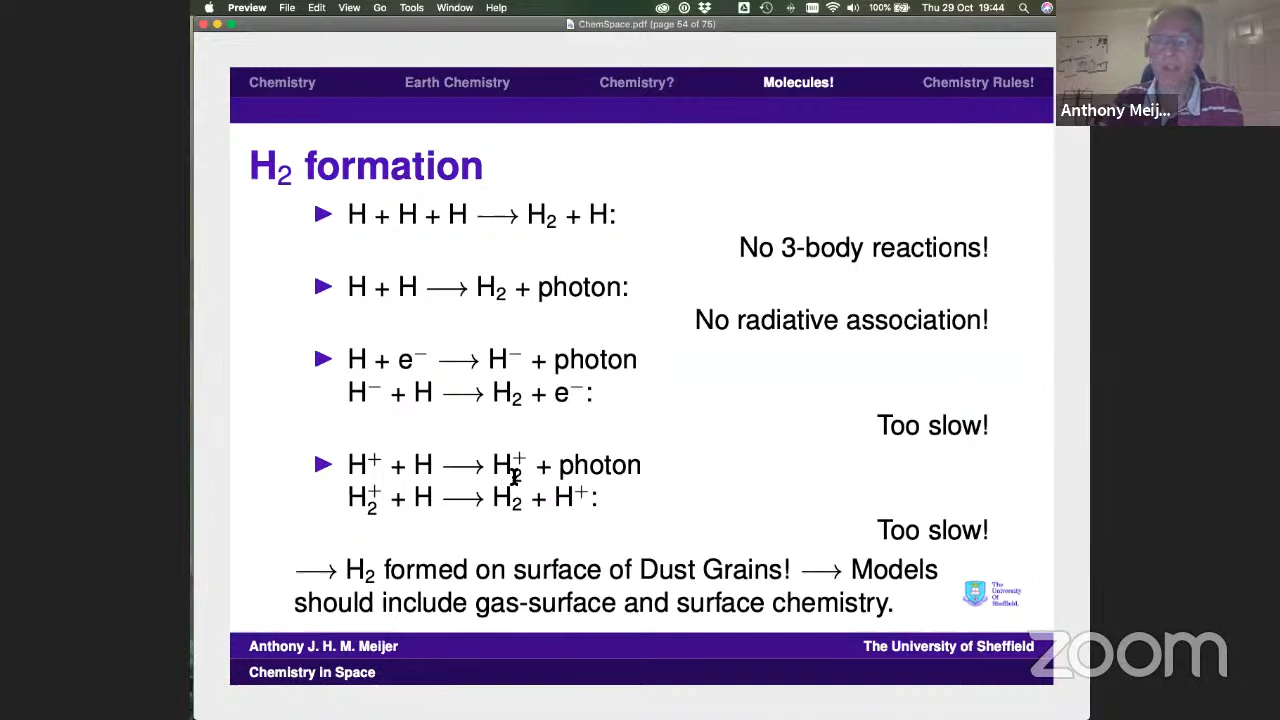 Preview File Edit View Go Tools Window Help 100% Thu 29 Oct 19:44
ChemSpace.pdf (page 54 of 75)
Chemistry Earth Chemistry Chemistry? Molecules! Chemistry Rules!
Anthony Meij...
H₂ formation
▶ H + H + H ⟶ H₂ + H:
No 3-body reactions!
▶ H + H ⟶ H₂ + photon:
No radiative association!
▶ H + e⁻ ⟶ H⁻ + photon
H⁻ + H ⟶ H₂ + e⁻:
Too slow!
▶ H⁺ + H ⟶ H₂⁺ + photon
H₂⁺ + H ⟶ H₂ + H⁺:
Too slow!
⟶ H₂ formed on surface of Dust Grains! ⟶ Models
should include gas-surface and surface chemistry.
The
University
Of
Sheffield.
Anthony J. H. M. Meijer The University of Sheffield
Chemistry in Space
zoom